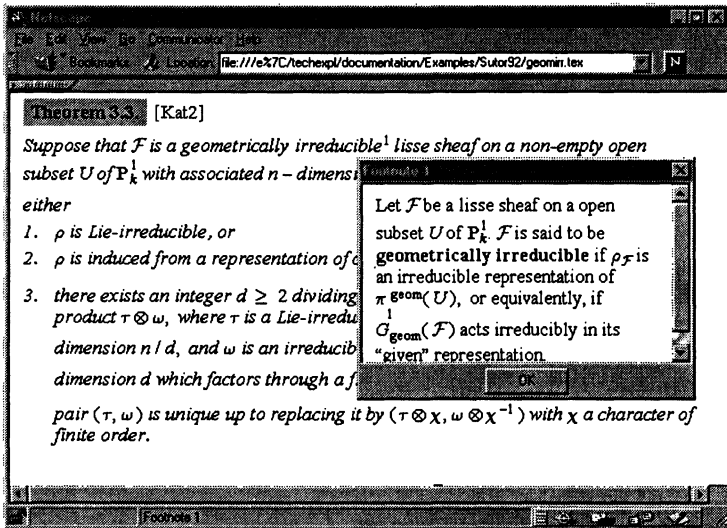 Netscape
File Edit View Go Communicator Help
Bookmarks Location: file:///e%7C/techexpl/documentation/Examples/Sutor92/geomirr.tex N
Theorem 3.3. [Kat2]
Suppose that ℱ is a geometrically irreducible¹ lisse sheaf on a non-empty open
subset U of P¹ₖ with associated n – dimensi
either
1. ρ is Lie-irreducible, or
2. ρ is induced from a representation of
3. there exists an integer d ≥ 2 dividing
product τ ⊗ ω, where τ is a Lie-irredu
dimension n / d, and ω is an irreducib
dimension d which factors through a f
pair (τ, ω) is unique up to replacing it by (τ ⊗ χ, ω ⊗ χ⁻¹) with χ a character of
finite order.
Footnote 1
Let ℱ be a lisse sheaf on a open
subset U of P¹ₖ. ℱ is said to be
geometrically irreducible if ρ_ℱ is
an irreducible representation of
π₁ᵍᵉᵒᵐ(U), or equivalently, if
G_geom(ℱ) acts irreducibly in its
“given” representation
OK
Footnote 1